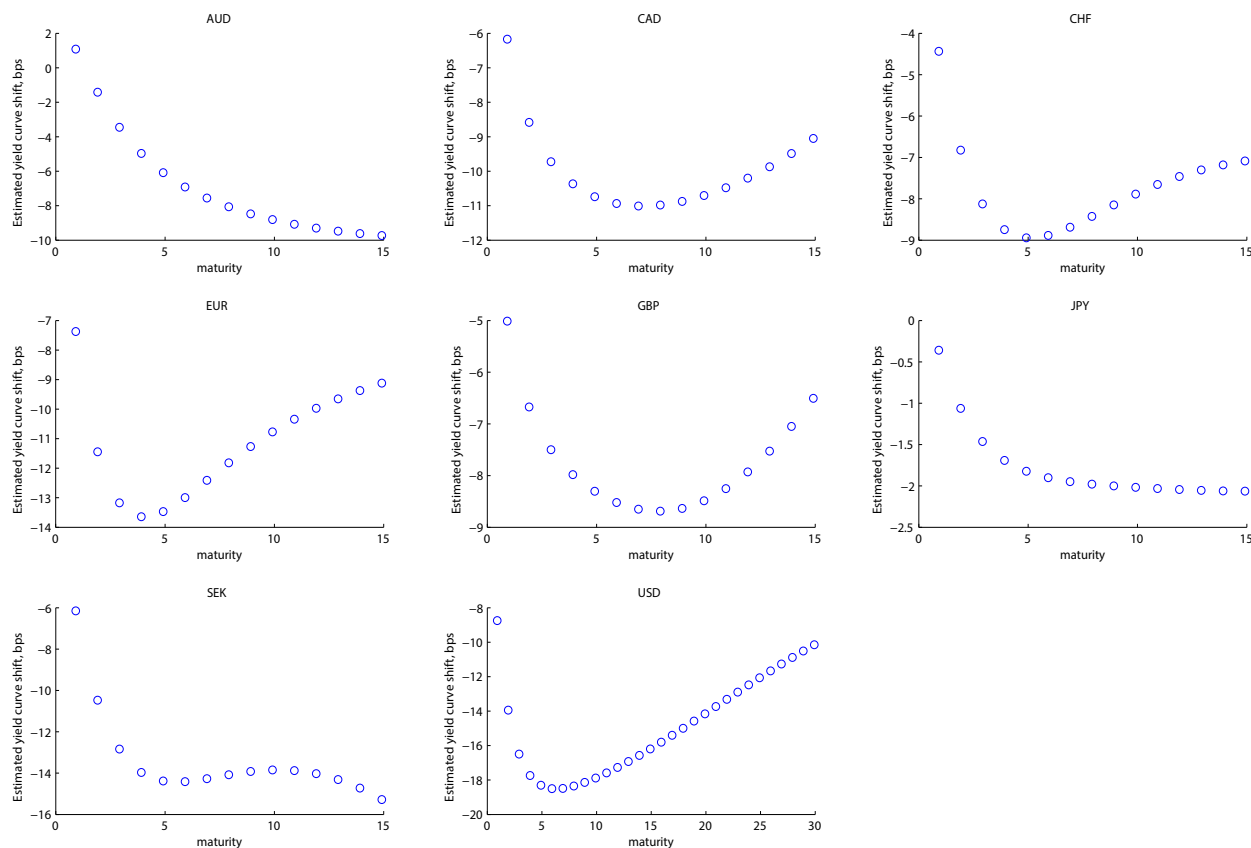 AUD
Estimated yield curve shift, bps
2
0
−2
−4
−6
−8
−10
0 5 10 15
maturity
CAD
Estimated yield curve shift, bps
−6
−7
−8
−9
−10
−11
−12
0 5 10 15
maturity
CHF
Estimated yield curve shift, bps
−4
−5
−6
−7
−8
−9
0 5 10 15
maturity
EUR
Estimated yield curve shift, bps
−7
−8
−9
−10
−11
−12
−13
−14
0 5 10 15
maturity
GBP
Estimated yield curve shift, bps
−5
−6
−7
−8
−9
0 5 10 15
maturity
JPY
Estimated yield curve shift, bps
0
−0.5
−1
−1.5
−2
−2.5
0 5 10 15
maturity
SEK
Estimated yield curve shift, bps
−6
−8
−10
−12
−14
−16
0 5 10 15
maturity
USD
Estimated yield curve shift, bps
−8
−10
−12
−14
−16
−18
−20
0 5 10 15 20 25 30
maturity